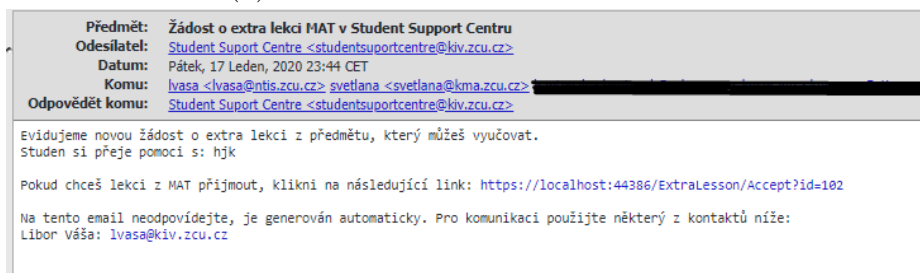 Předmět: Žádost o extra lekci MAT v Student Support Centru
Odesílatel: Student Suport Centre <studentsuportcentre@kiv.zcu.cz>
Datum: Pátek, 17 Leden, 2020 23:44 CET
Komu: lvasa <lvasa@ntis.zcu.cz> svetlana <svetlana@kma.zcu.cz>
Odpovědět komu: Student Suport Centre <studentsuportcentre@kiv.zcu.cz>
Evidujeme novou žádost o extra lekci z předmětu, který můžeš vyučovat.
Studen si přeje pomoci s: hjk
Pokud chceš lekci z MAT přijmout, klikni na následující link: https://localhost:44386/ExtraLesson/Accept?id=102
Na tento email neodpovídejte, je generován automaticky. Pro komunikaci použijte některý z kontaktů níže:
Libor Váša: lvasa@kiv.zcu.cz